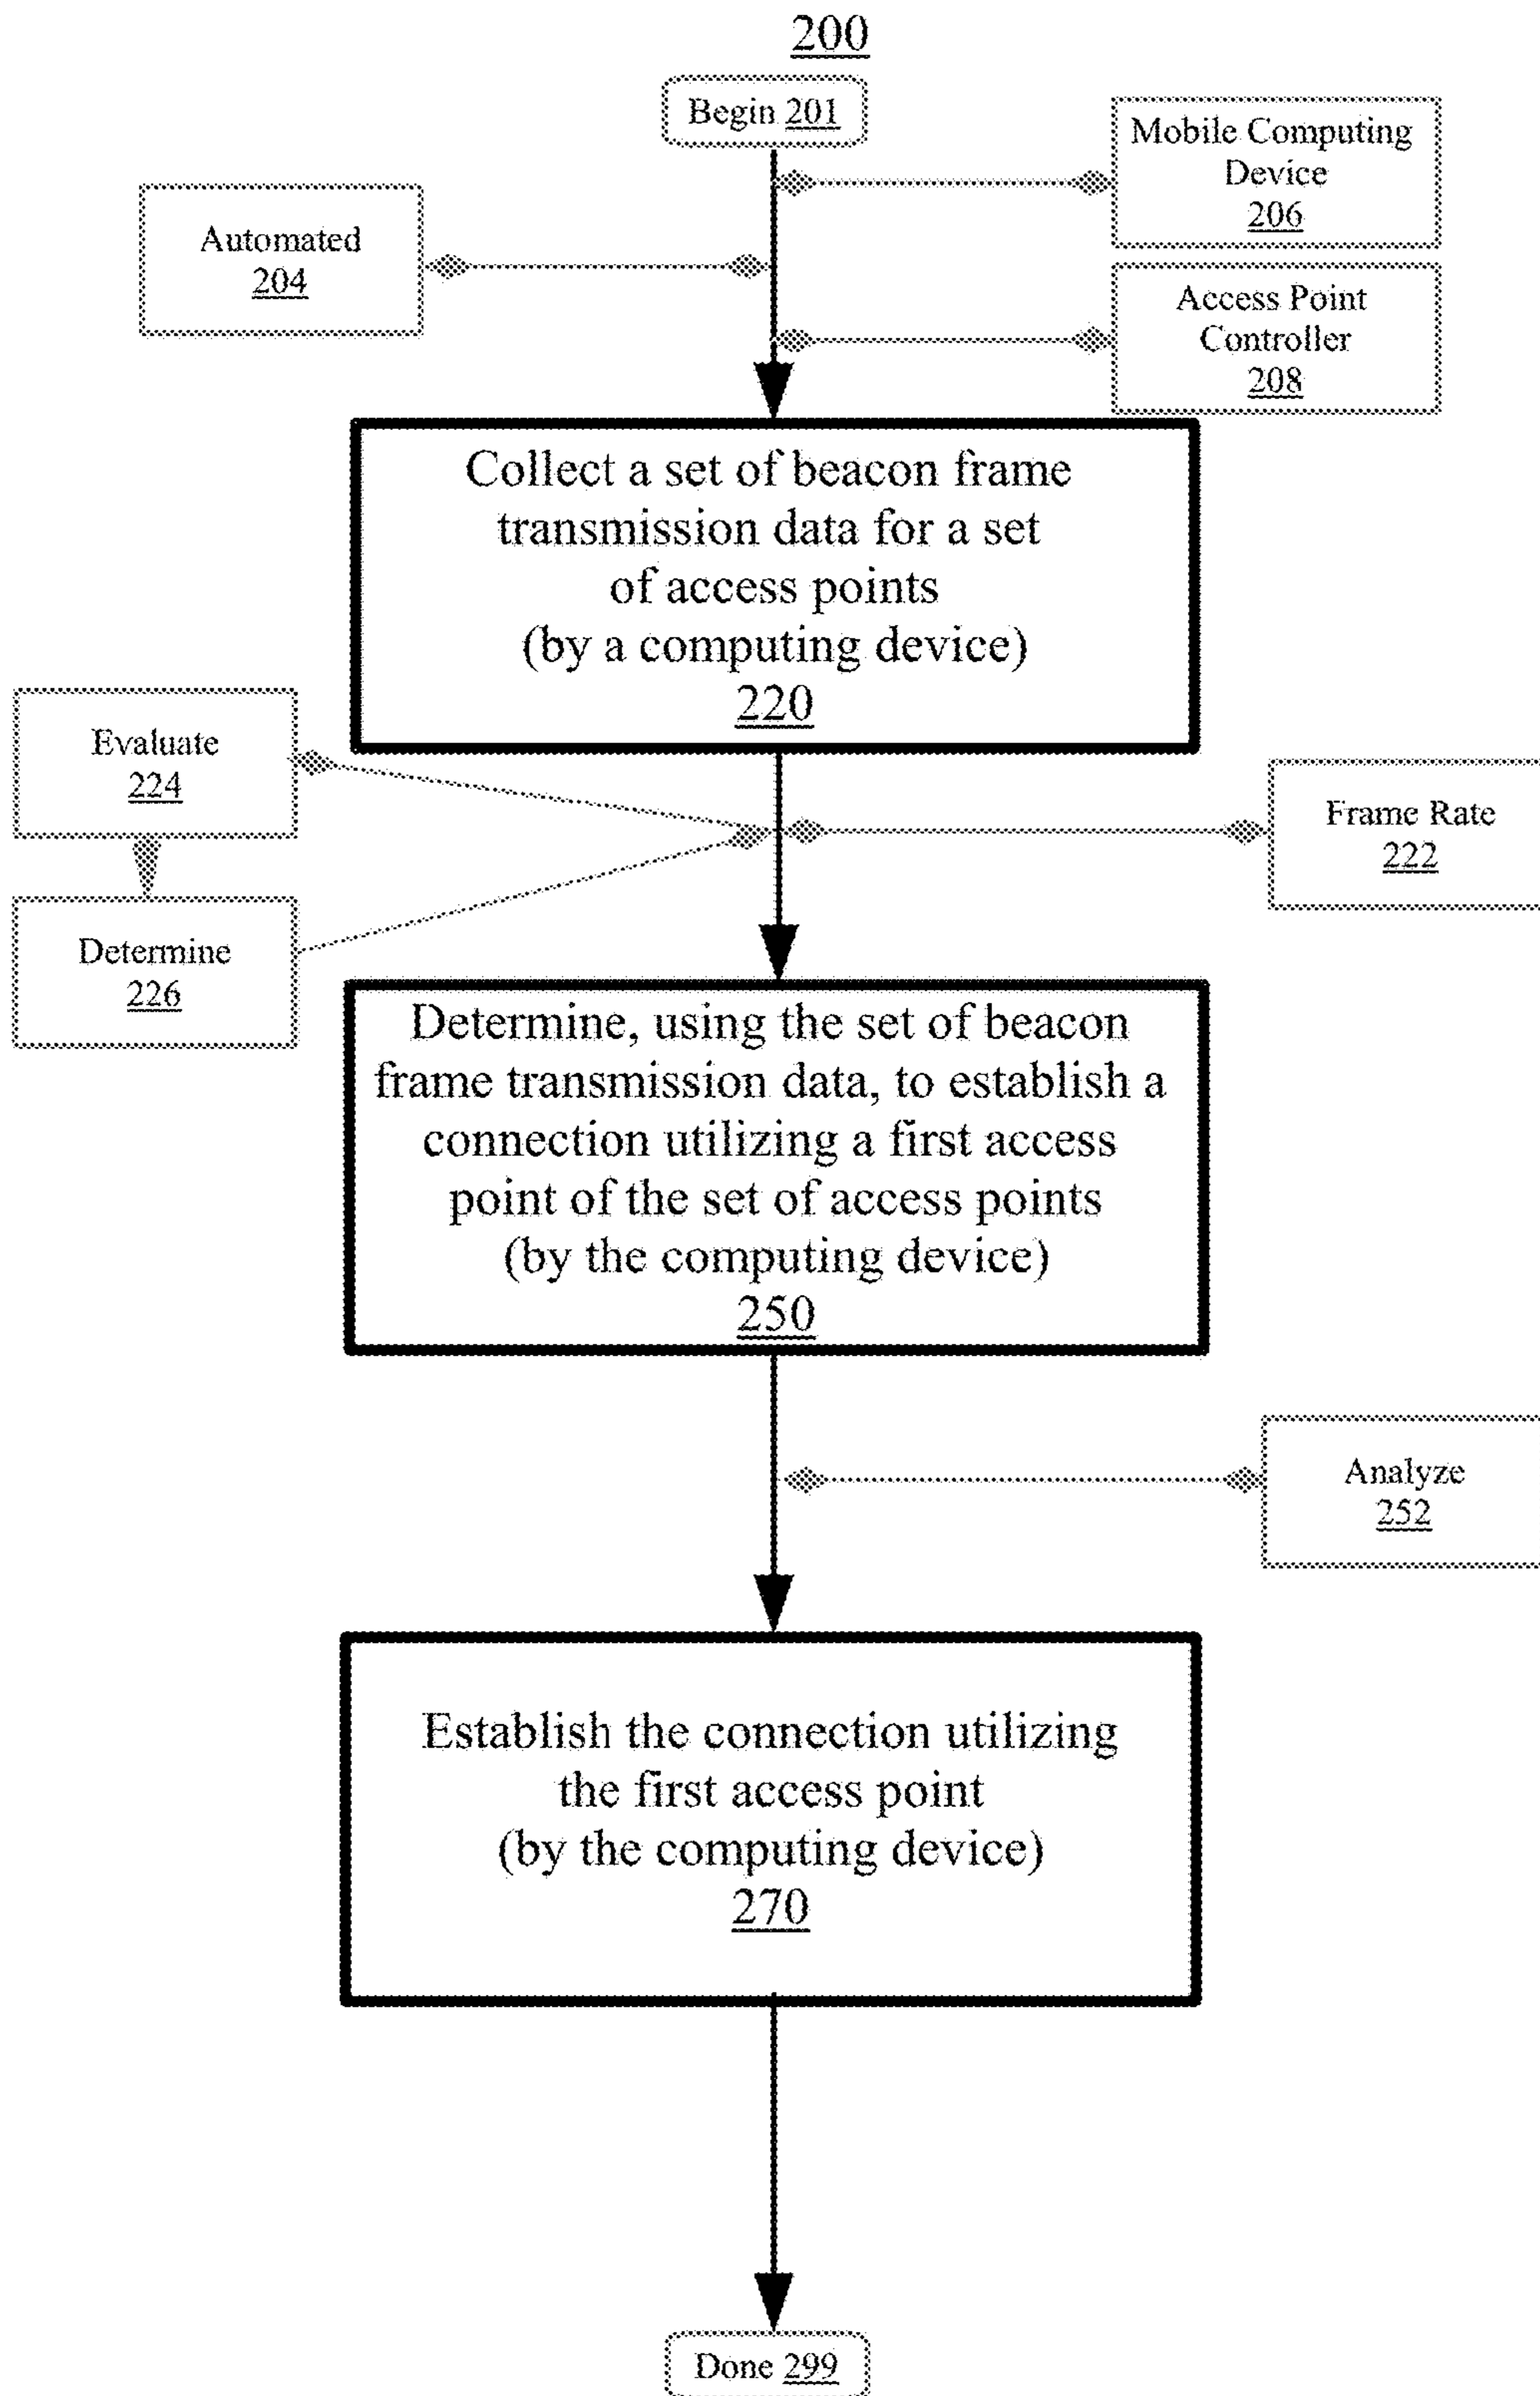 200
Begin 201
Mobile Computing
Device
206
Automated
204
Access Point
Controller
208
Collect a set of beacon frame
transmission data for a set
of access points
(by a computing device)
220
Evaluate
224
Frame Rate
222
Determine
226
Determine, using the set of beacon
frame transmission data, to establish a
connection utilizing a first access
point of the set of access points
(by the computing device)
250
Analyze
252
Establish the connection utilizing
the first access point
(by the computing device)
270
Done 299